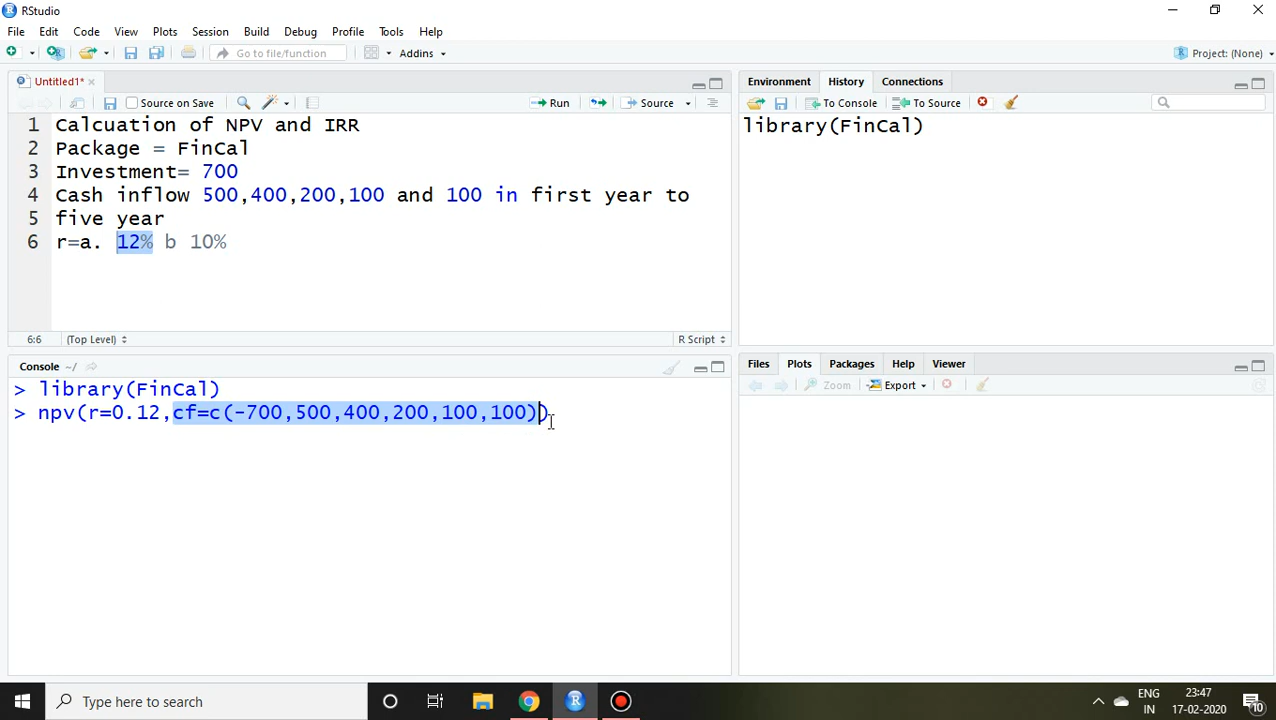 RStudio
File Edit Code View Plots Session Build Debug Profile Tools Help
Go to file/function Addins Project: (None)
Untitled1*
Source on Save Run Source
1 Calcuation of NPV and IRR
2 Package = FinCal
3 Investment= 700
4 Cash inflow 500,400,200,100 and 100 in first year to
5 five year
6 r=a. 12% b 10%
6:6 (Top Level) R Script
Console ~/
> library(FinCal)
> npv(r=0.12,cf=c(-700,500,400,200,100,100))
Environment History Connections
To Console To Source
library(FinCal)
Files Plots Packages Help Viewer
Zoom Export
Type here to search
R
ENG
IN
23:47
17-02-2020
10